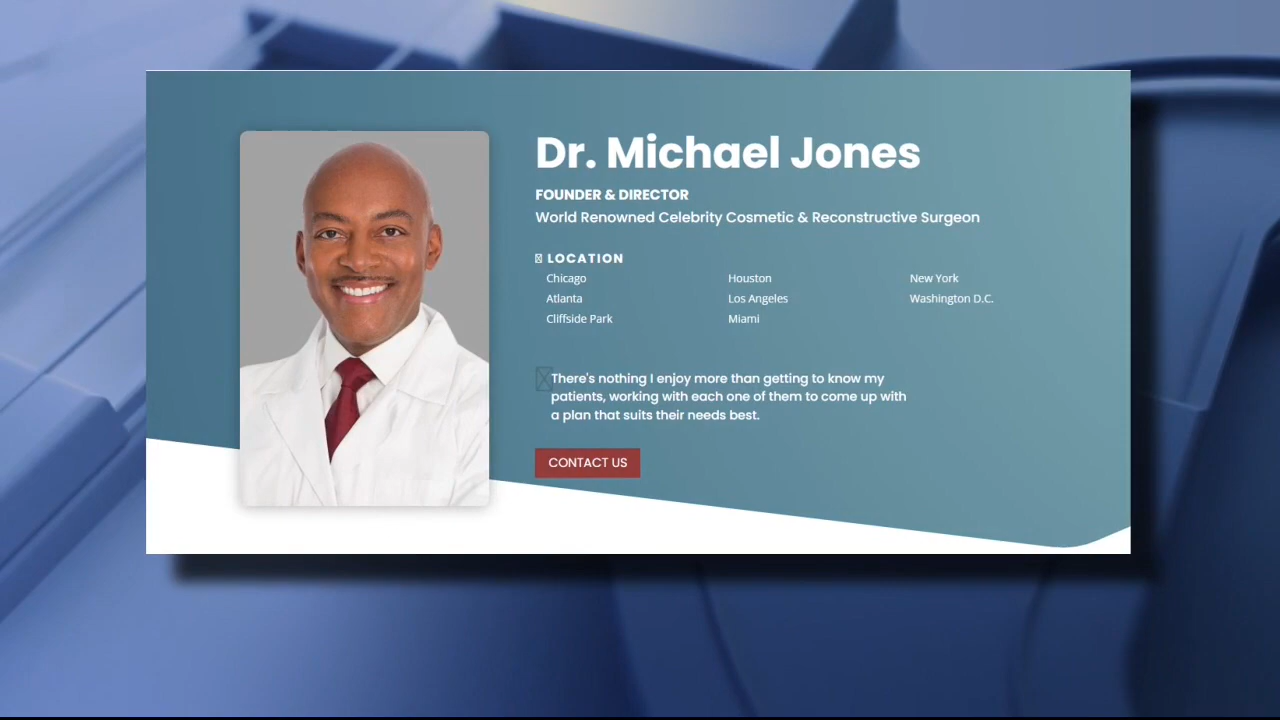 Dr. Michael Jones
FOUNDER & DIRECTOR
World Renowned Celebrity Cosmetic & Reconstructive Surgeon
LOCATION
Chicago Houston New York
Atlanta Los Angeles Washington D.C.
Cliffside Park Miami
There's nothing I enjoy more than getting to know my
patients, working with each one of them to come up with
a plan that suits their needs best.
CONTACT US